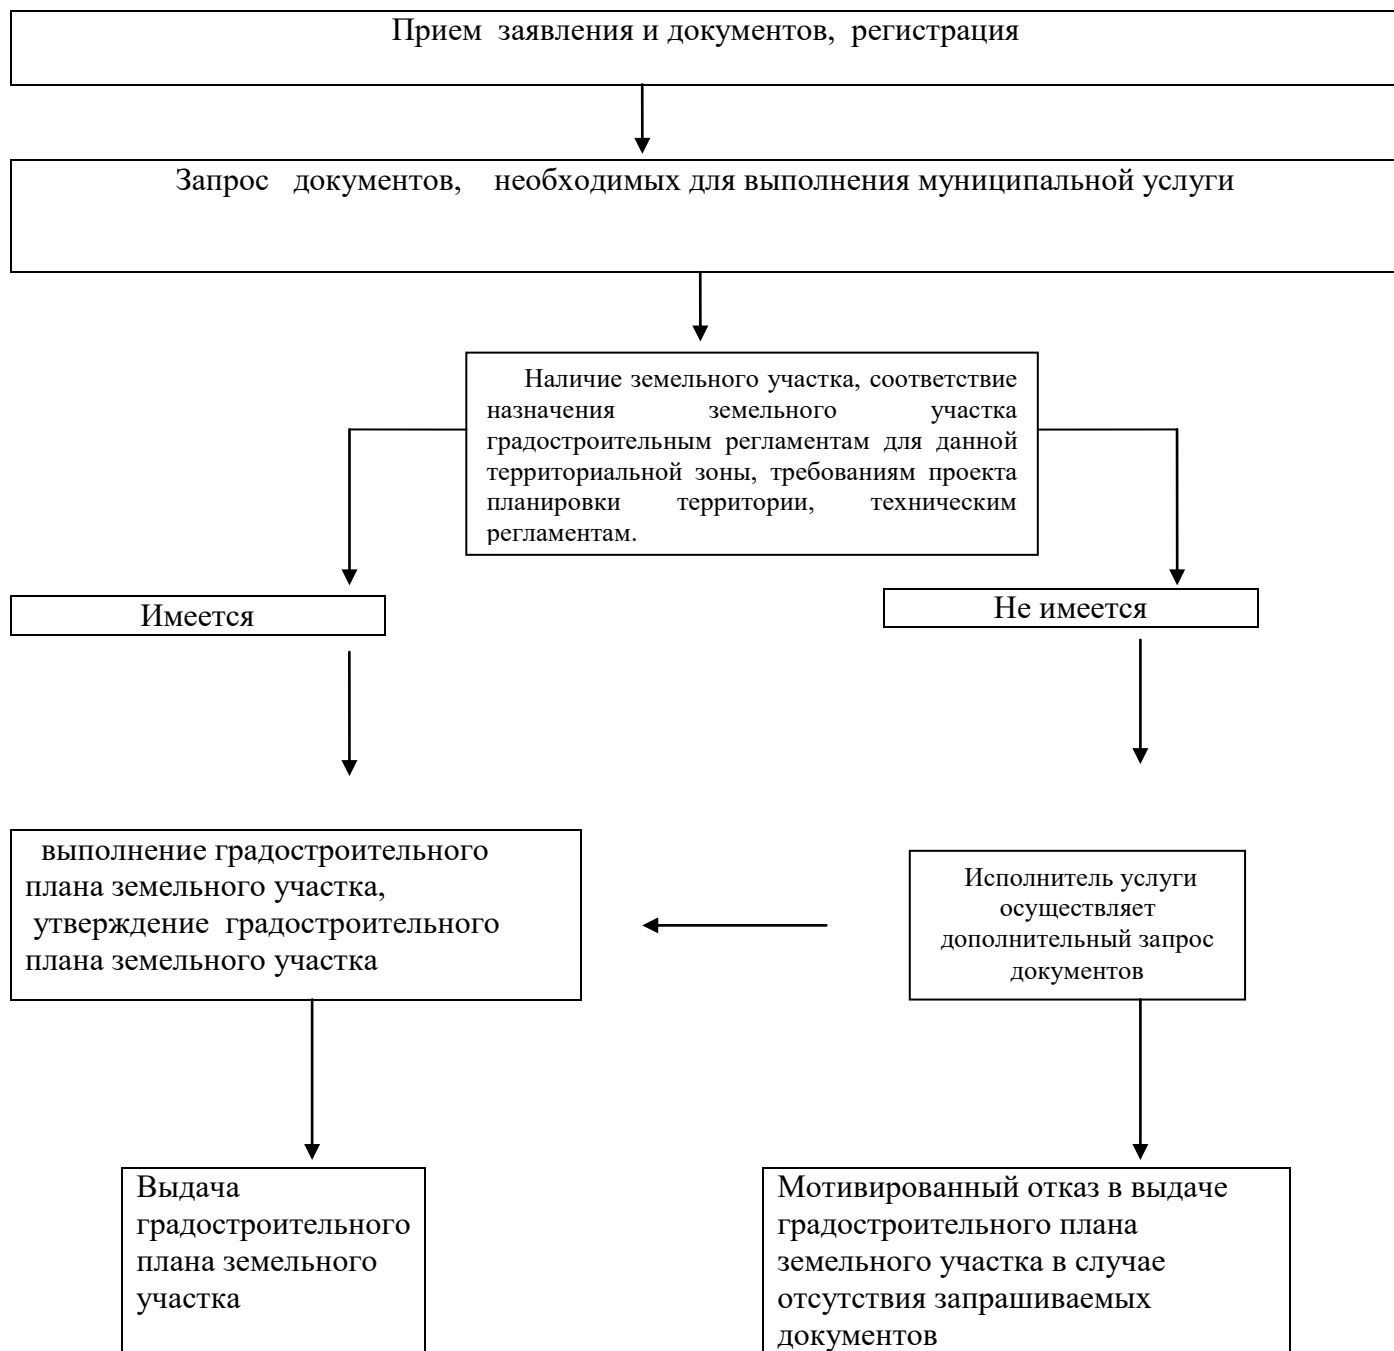 Прием заявления и документов, регистрация
Запрос документов, необходимых для выполнения муниципальной услуги
Наличие земельного участка, соответствие
назначения земельного участка
градостроительным регламентам для данной
территориальной зоны, требованиям проекта
планировки территории, техническим
регламентам.
Имеется
Не имеется
выполнение градостроительного
плана земельного участка,
утверждение градостроительного
плана земельного участка
Исполнитель услуги
осуществляет
дополнительный запрос
документов
Выдача
градостроительного
плана земельного
участка
Мотивированный отказ в выдаче
градостроительного плана
земельного участка в случае
отсутствия запрашиваемых
документов